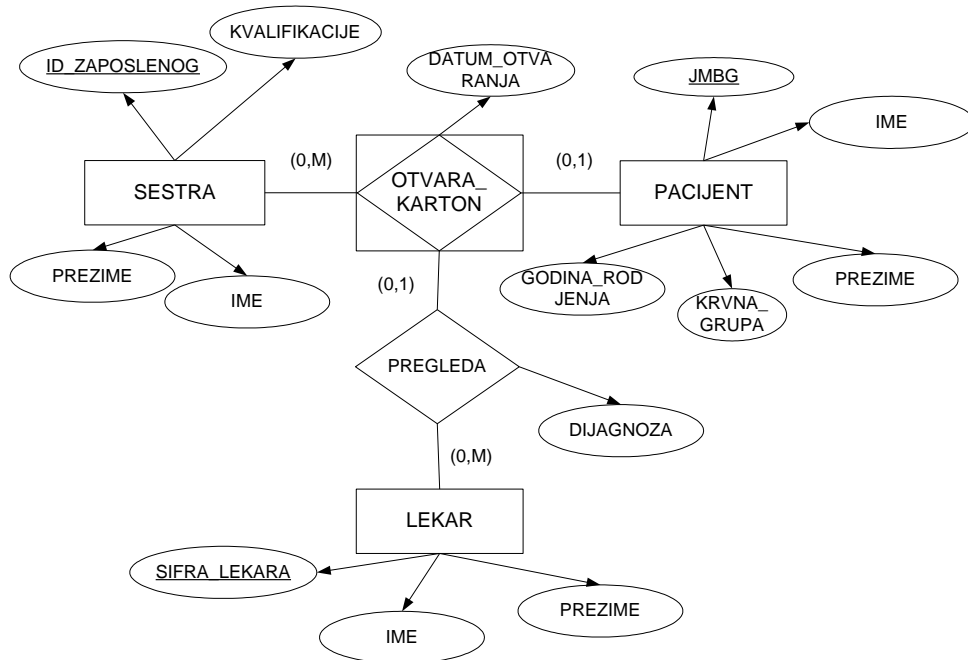 KVALIFIKACIJE
ID_ZAPOSLENOG
DATUM_OTVA
RANJA
JMBG
IME
(0,M)
(0,1)
SESTRA
OTVARA_
KARTON
PACIJENT
PREZIME
IME
(0,1)
GODINA_ROD
JENJA
KRVNA_
GRUPA
PREZIME
PREGLEDA
DIJAGNOZA
(0,M)
LEKAR
SIFRA_LEKARA
IME
PREZIME